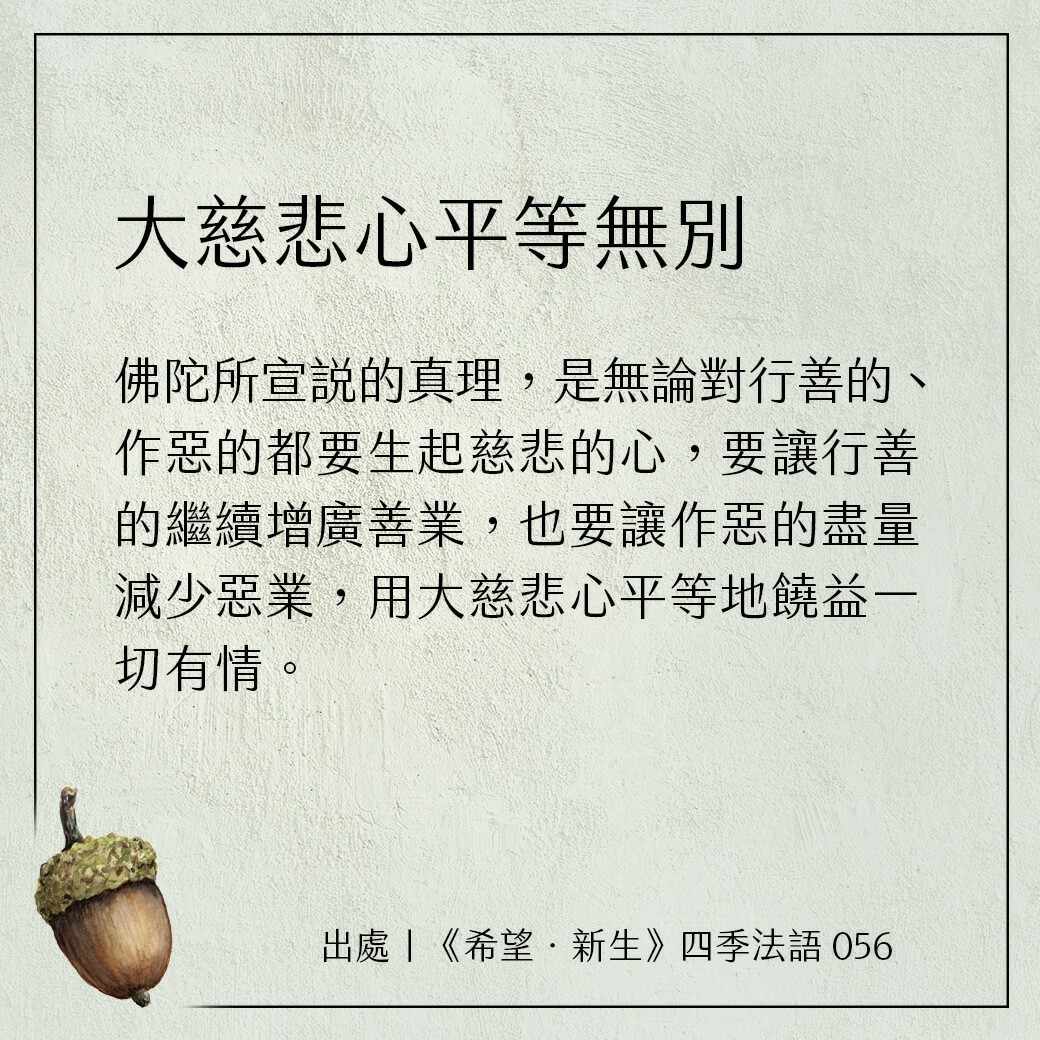 大慈悲心平等無別
佛陀所宣説的真理，是無論對行善的、
作惡的都要生起慈悲的心，要讓行善
的繼續增廣善業，也要讓作惡的盡量
減少惡業，用大慈悲心平等地饒益一
切有情。
出處｜《希望．新生》四季法語 056